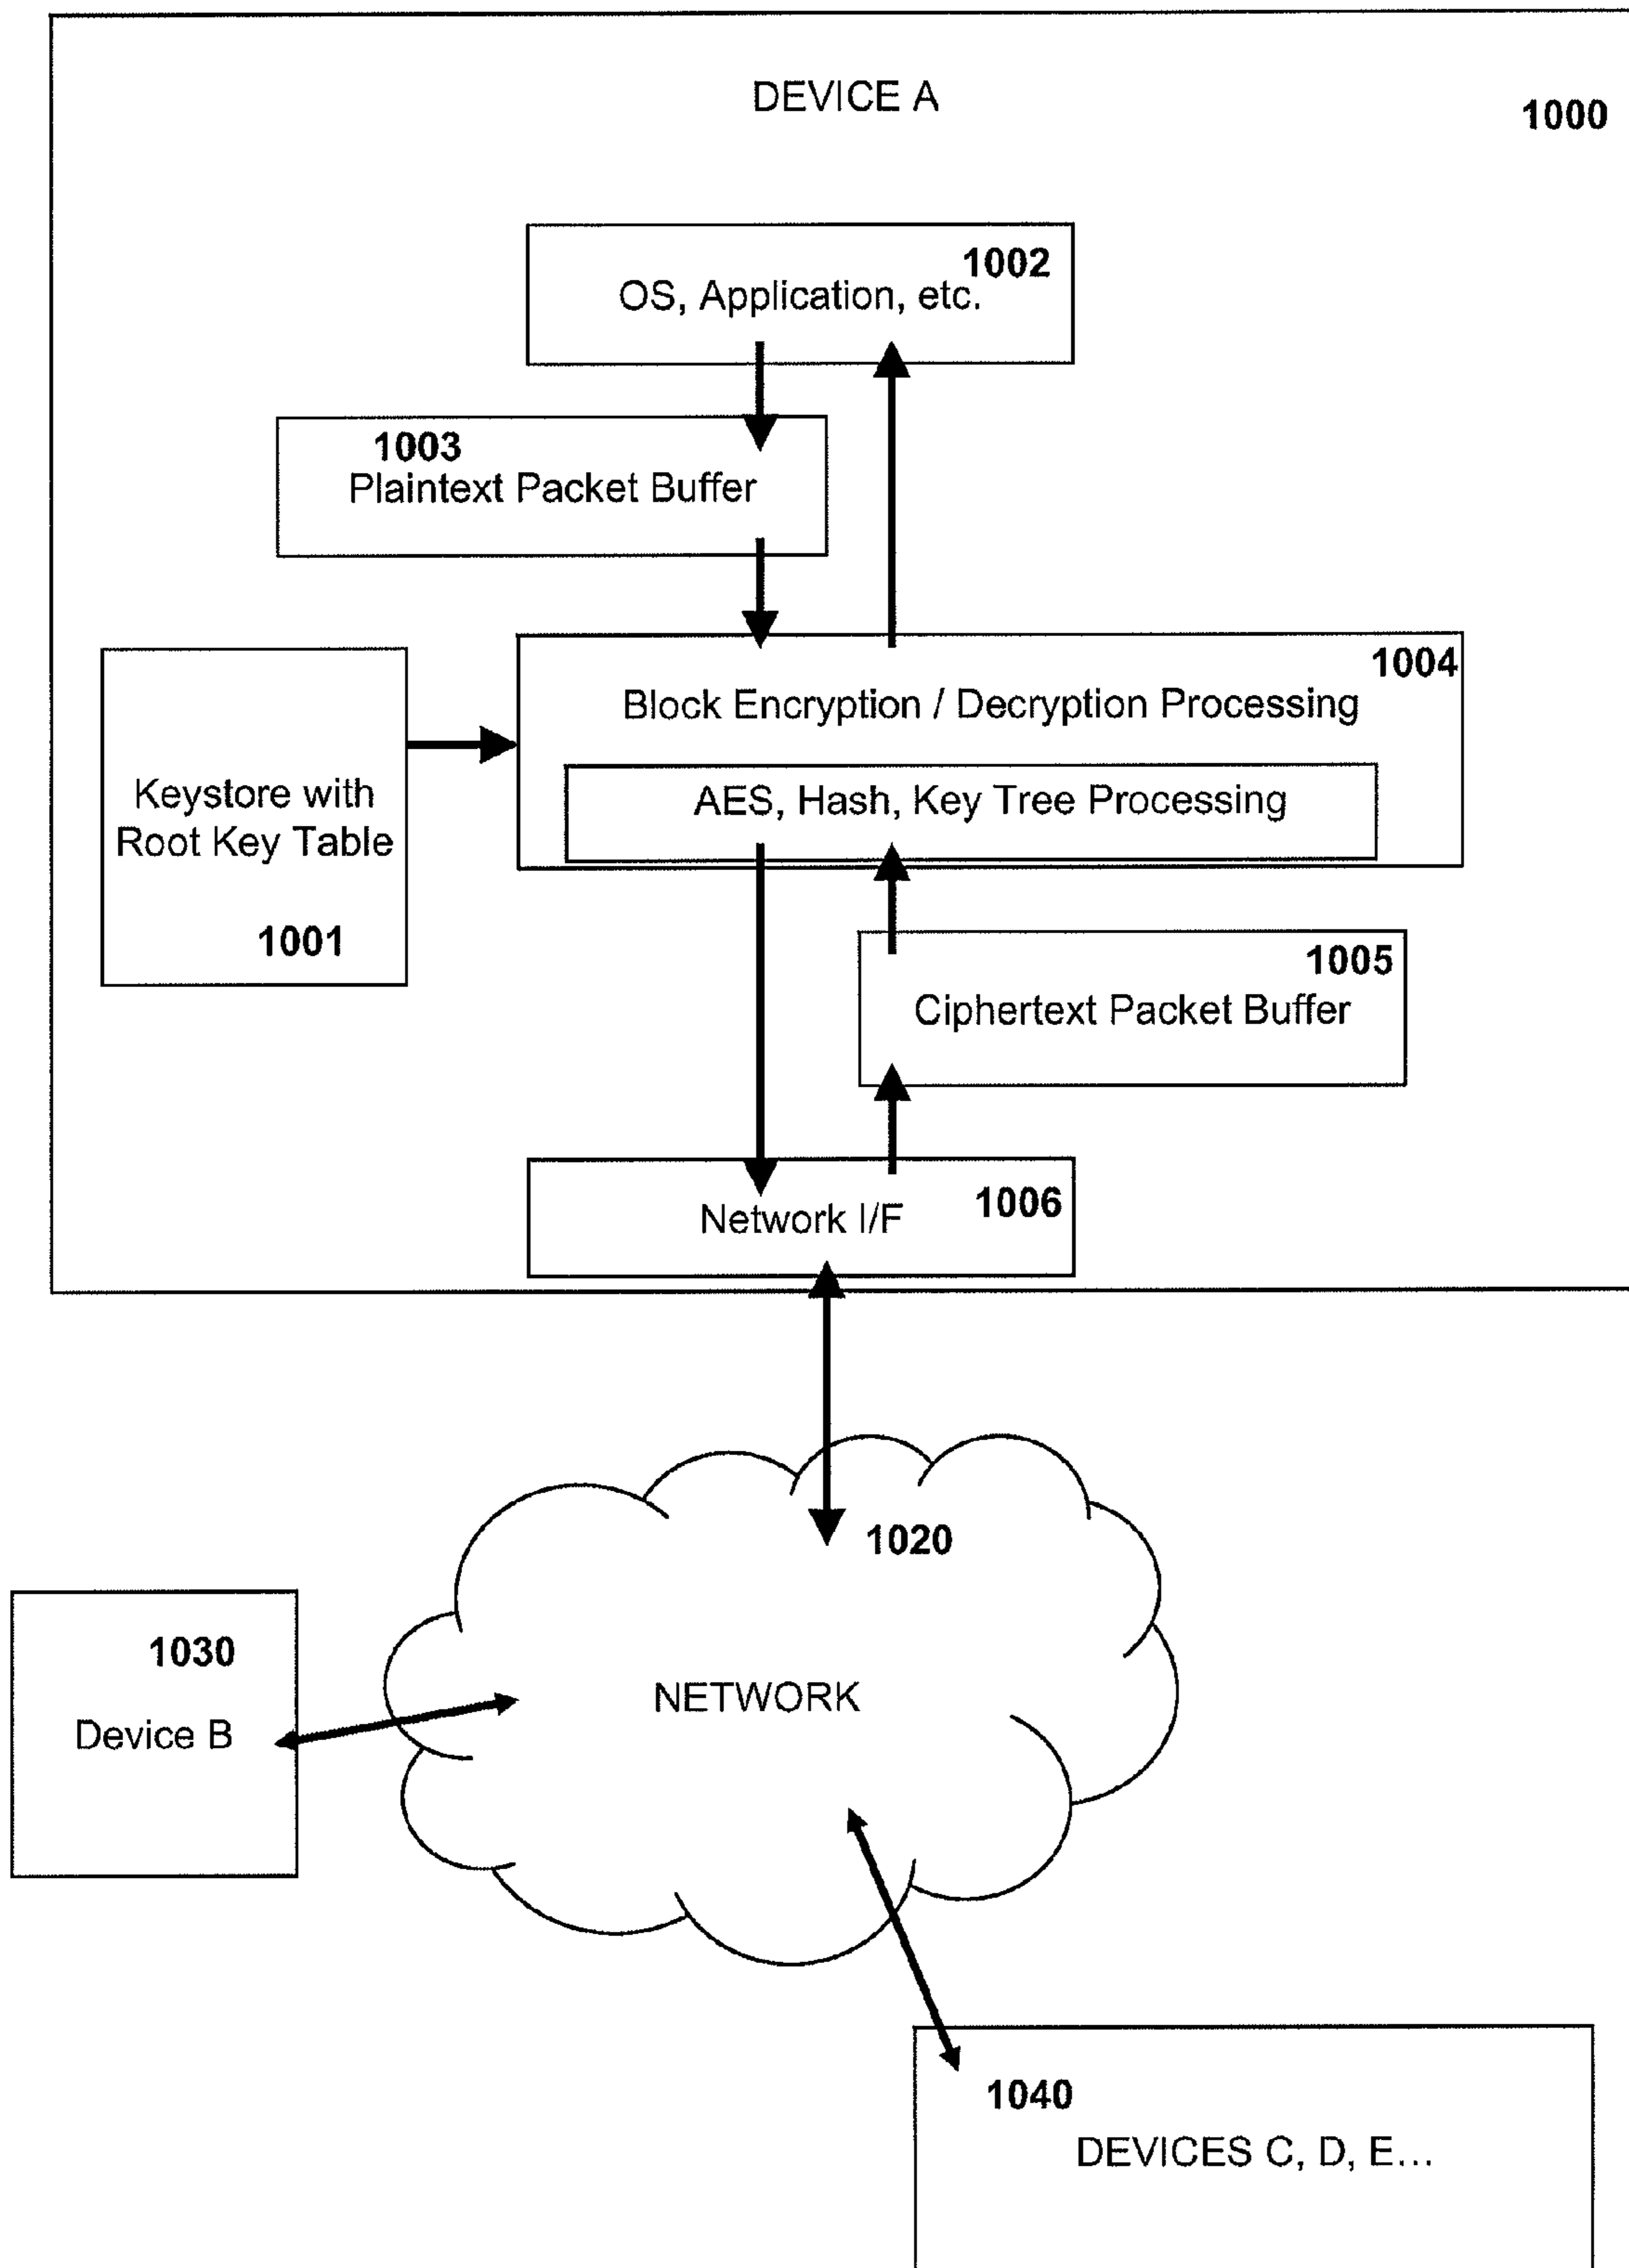 DEVICE A
1000
1002
OS, Application, etc.
1003
Plaintext Packet Buffer
1004
Block Encryption / Decryption Processing
AES, Hash, Key Tree Processing
Keystore with
Root Key Table
1001
1005
Ciphertext Packet Buffer
1006
Network I/F
1020
NETWORK
1030
Device B
1040
DEVICES C, D, E...